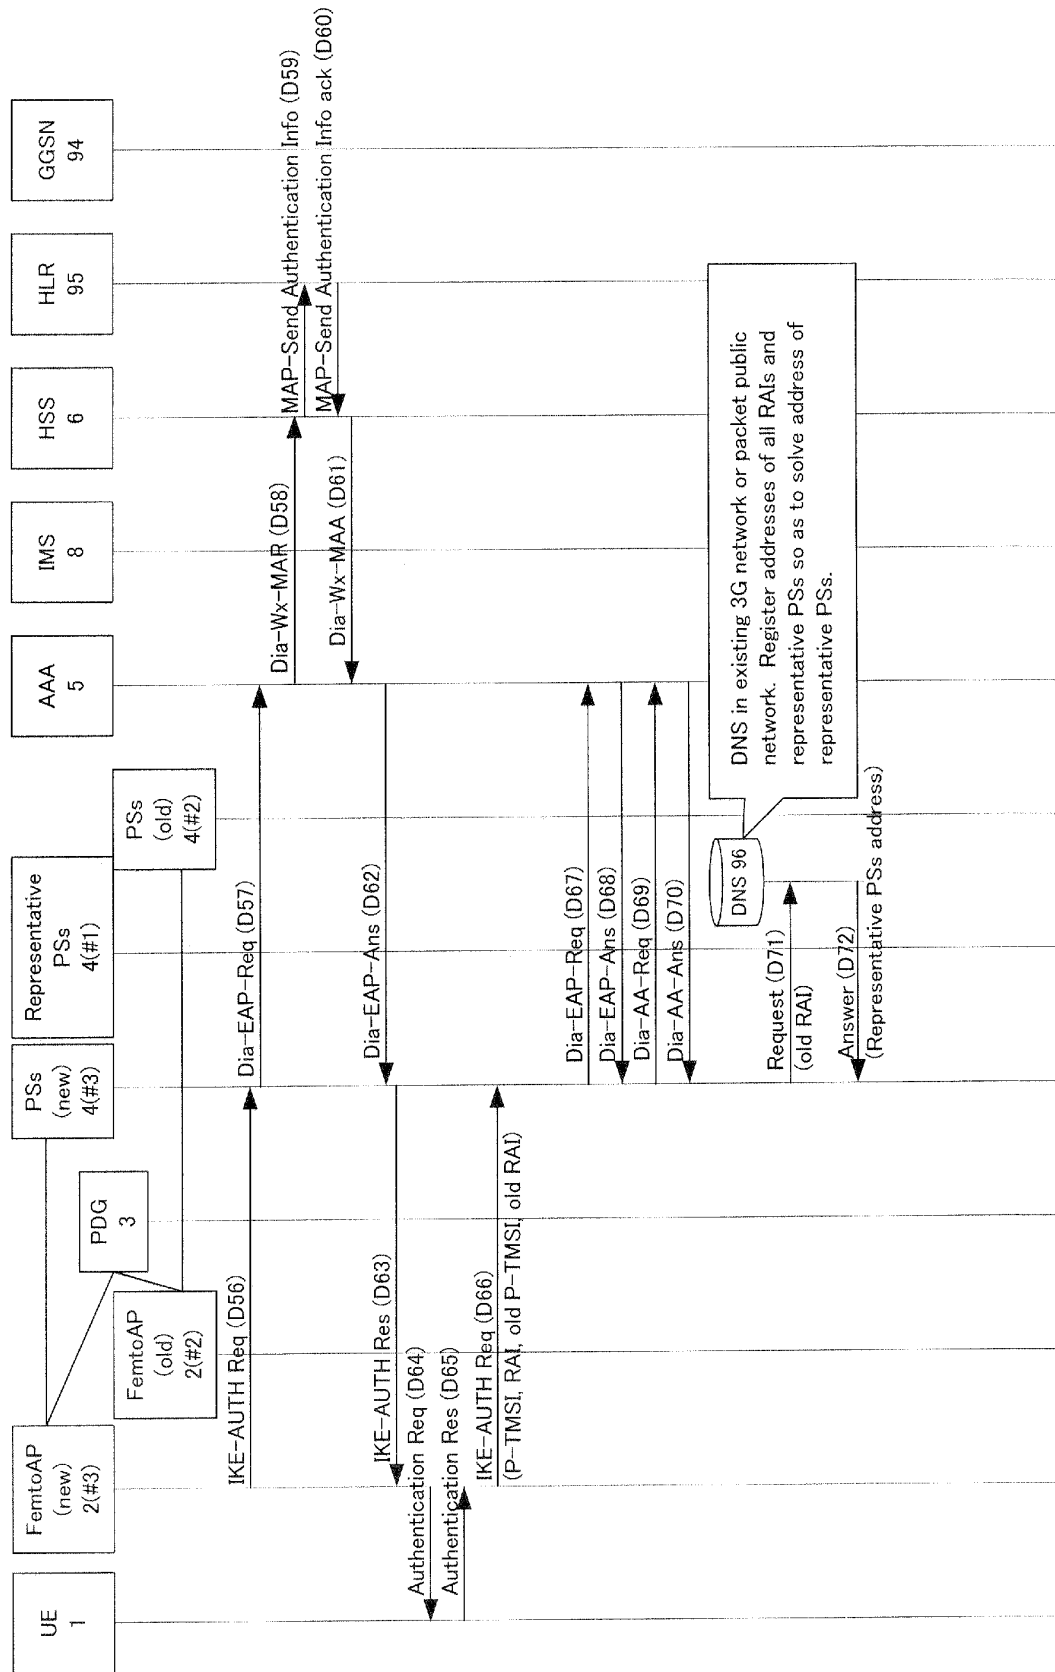 UE
1
FemtoAP
(new)
2(#3)
FemtoAP
(old)
2(#2)
PDG
3
PSs
(new)
4(#3)
Representative
PSs
4(#1)
PSs
(old)
4(#2)
AAA
5
IMS
8
HSS
6
HLR
95
GGSN
94
IKE-AUTH Req (D56)
Dia-EAP-Req (D57)
Dia-Wx-MAR (D58)
MAP-Send Authentication Info (D59)
MAP-Send Authentication Info ack (D60)
Dia-Wx-MAA (D61)
Dia-EAP-Ans (D62)
IKE-AUTH Res (D63)
Authentication Req (D64)
Authentication Res (D65)
IKE-AUTH Req (D66)
(P-TMSI, RAI, old P-TMSI, old RAI)
Dia-EAP-Req (D67)
Dia-EAP-Ans (D68)
Dia-AA-Req (D69)
Dia-AA-Ans (D70)
DNS 96
DNS in existing 3G network or packet public
network. Register addresses of all RAIs and
representative PSs so as to solve address of
representative PSs.
Request (D71)
(old RAI)
Answer (D72)
(Representative PSs address)